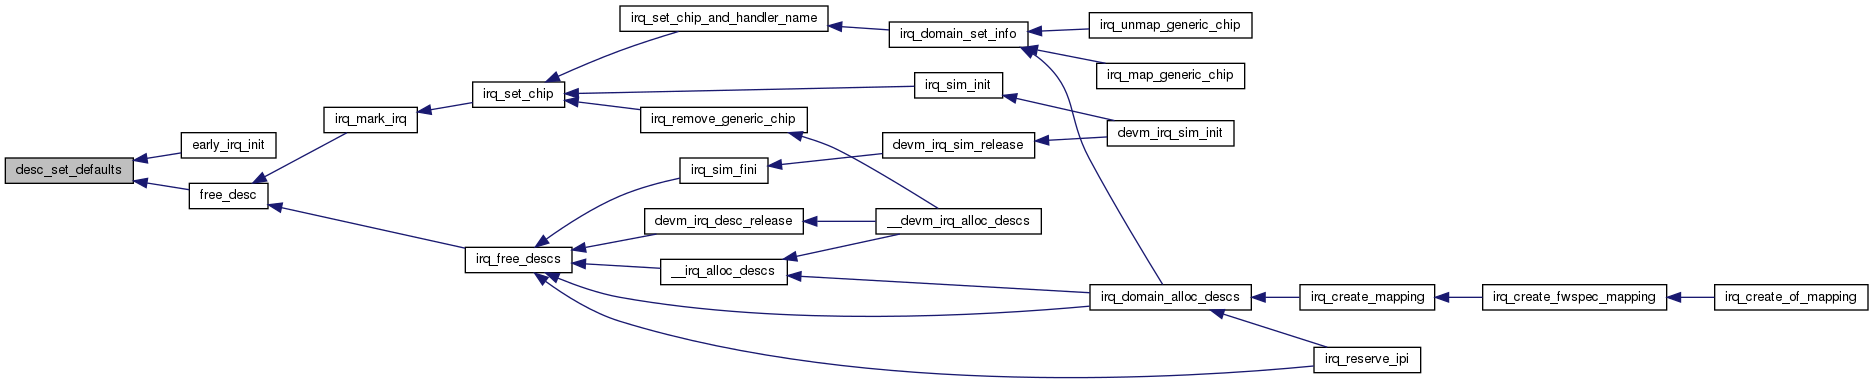 irq_set_chip_and_handler_name
irq_unmap_generic_chip
irq_domain_set_info
irq_map_generic_chip
irq_sim_init
irq_set_chip
irq_mark_irq
irq_remove_generic_chip
devm_irq_sim_init
early_irq_init
devm_irq_sim_release
desc_set_defaults
irq_sim_fini
free_desc
devm_irq_desc_release
__devm_irq_alloc_descs
irq_free_descs
__irq_alloc_descs
irq_domain_alloc_descs
irq_create_mapping
irq_create_fwspec_mapping
irq_create_of_mapping
irq_reserve_ipi